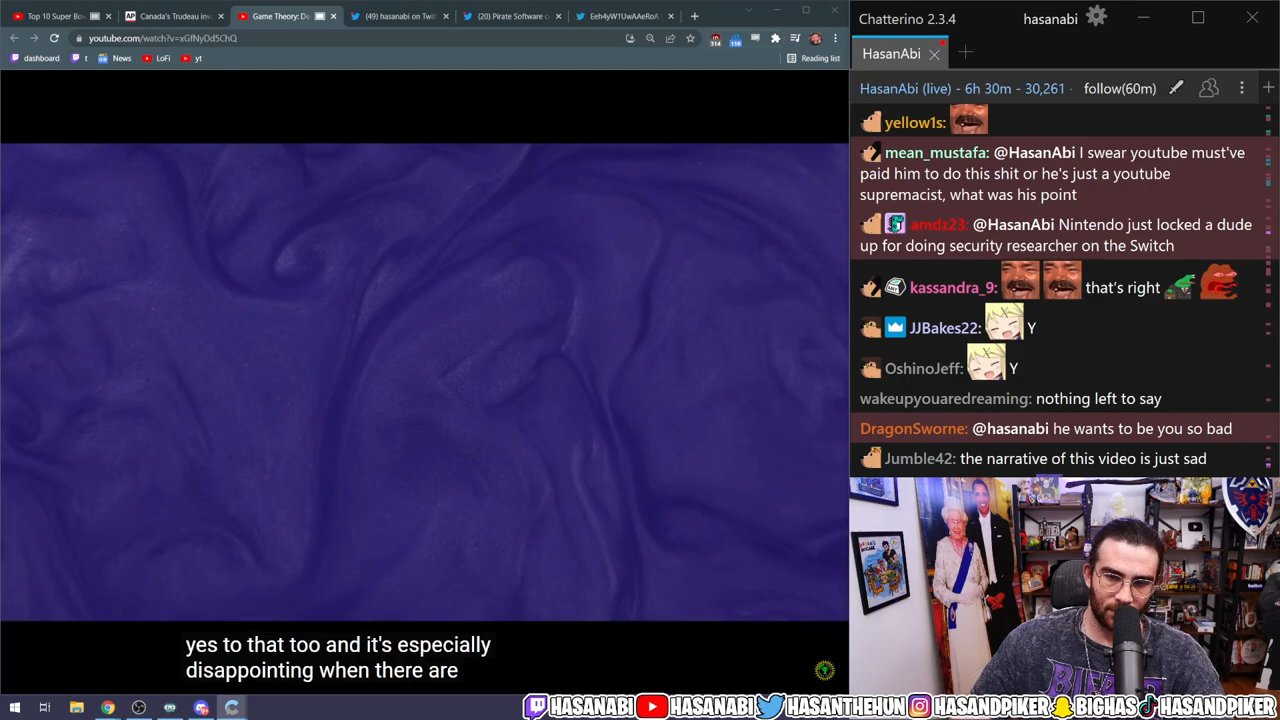 Top 10 Super Bo
Canada's Trudeau inv
Game Theory: De
(49) hasanabi on Twit
(20) Pirate Software o
Eeh4yW1UwAAeRoA
youtube.com/watch?v=xGfNyDd5ChQ
314
110
dashboard
t
News
LoFi
yt
Reading list
yes to that too and it's especially
disappointing when there are
Chatterino 2.3.4
hasanabi
HasanAbi
HasanAbi (live) - 6h 30m - 30,261
follow(60m)
yellow1s:
mean_mustafa: @HasanAbi I swear youtube must've
paid him to do this shit or he's just a youtube
supremacist, what was his point
amdz23: @HasanAbi Nintendo just locked a dude
up for doing security researcher on the Switch
kassandra_9: that's right
JJBakes22: Y
OshinoJeff: Y
wakeupyouaredreaming: nothing left to say
DragonSworne: @hasanabi he wants to be you so bad
Jumble42: the narrative of this video is just sad
HASANABI
HASANABI
HASANTHEHUN
HASANDPIKER
BIGHAS
HASANDPIKER